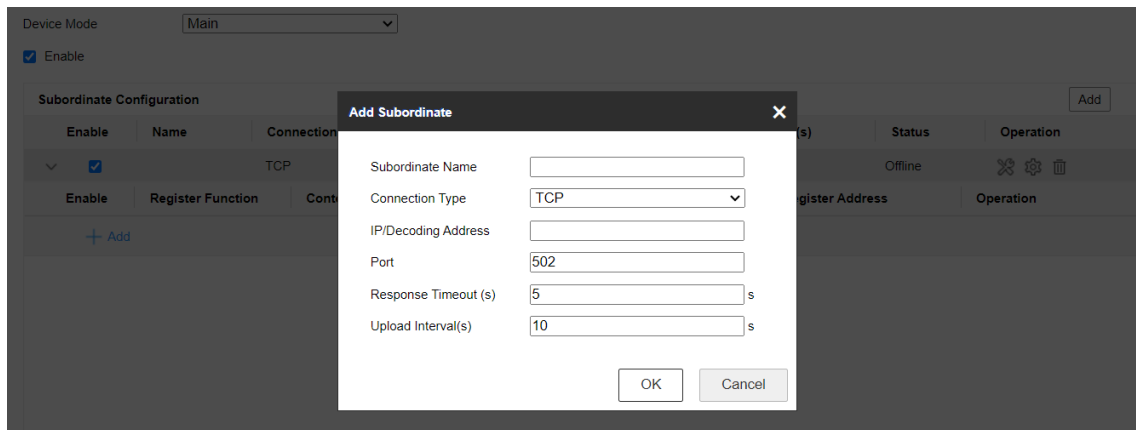 Device Mode Main
Enable
Subordinate Configuration Add
Add Subordinate
Enable Name Connection (s) Status Operation
TCP Offline
Enable Register Function Conte gister Address Operation
Add
Subordinate Name
Connection Type TCP
IP/Decoding Address
Port 502
Response Timeout (s) 5 s
Upload Interval(s) 10 s
OK Cancel